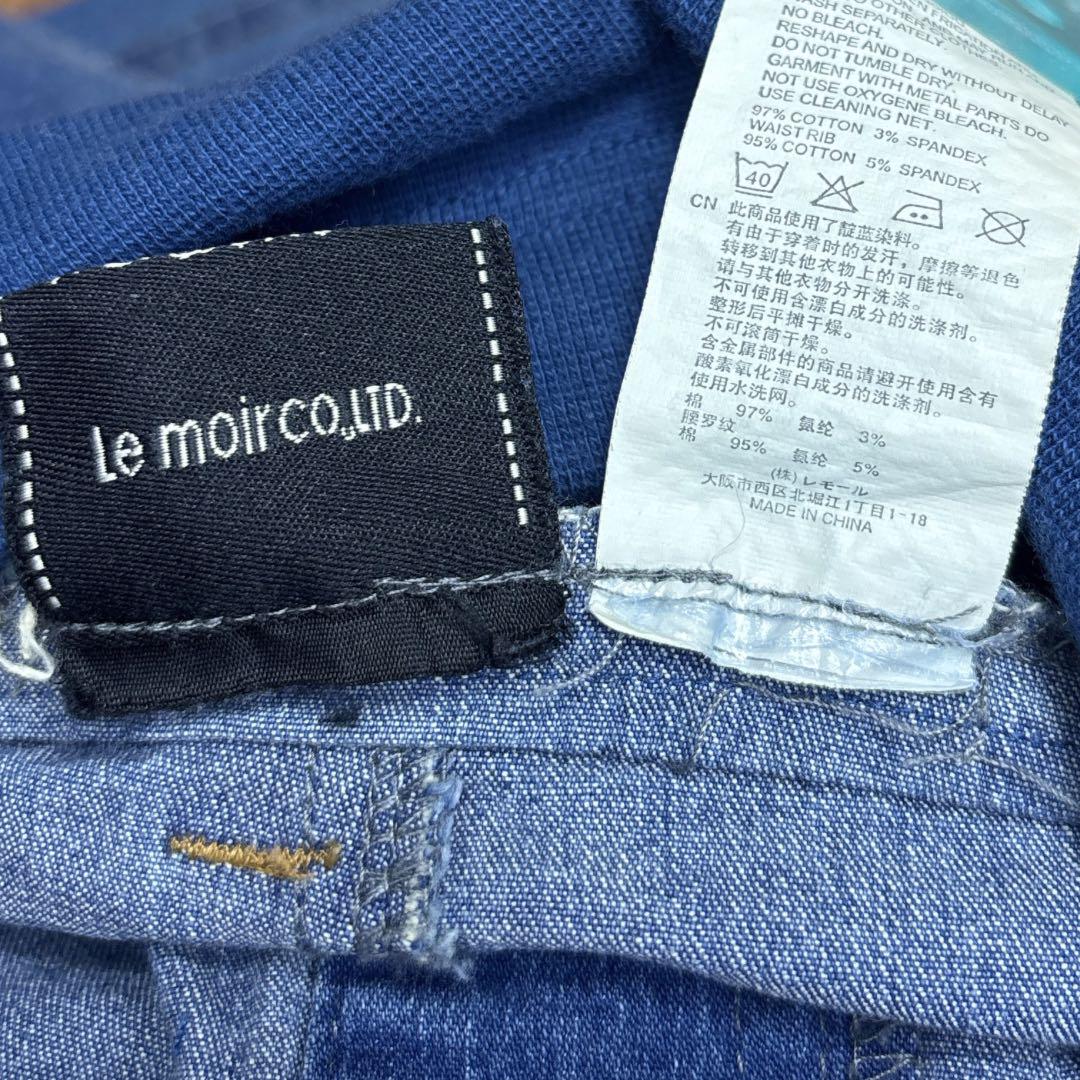 Le moir CO.,LTD.
WASH SEPARATELY.
NO BLEACH.
RESHAPE AND DRY WITHOUT DELAY
DO NOT TUMBLE DRY.
GARMENT WITH METAL PARTS DO
NOT USE OXYGENE BLEACH.
USE CLEANING NET.
97% COTTON 3% SPANDEX
WAIST RIB
95% COTTON 5% SPANDEX
40
CN 此商品使用了靛蓝染料。
有由于穿着时的发汗，摩擦等退色
转移到其他衣物上的可能性。
请与其他衣物分开洗涤。
不可使用含漂白成分的洗涤剂。
整形后平摊干燥。
不可滚筒干燥。
含金属部件的商品请避开使用含有
酸素氧化漂白成分的洗涤剂。
使用水洗网。
棉 97% 氨纶 3%
腰罗纹
棉 95% 氨纶 5%
(株)レモール
大阪市西区北堀江1丁目1-18
MADE IN CHINA